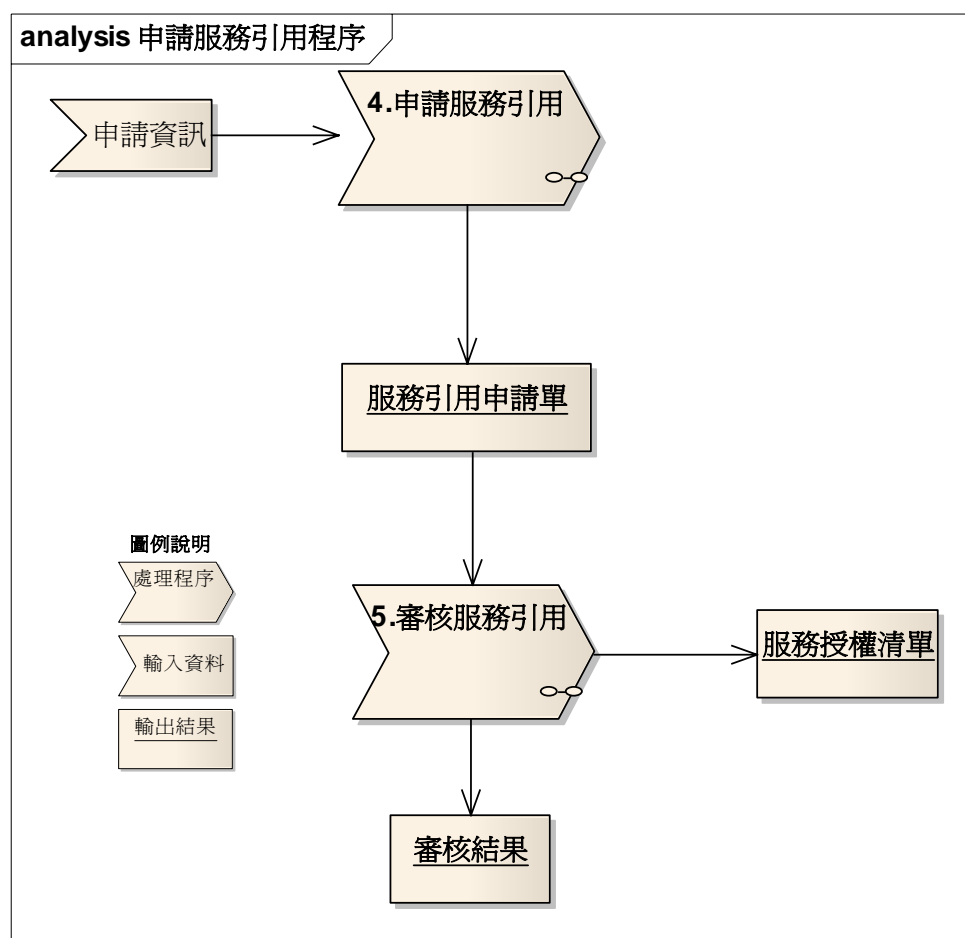 analysis 申請服務引用程序
申請資訊
4.申請服務引用
服務引用申請單
圖例說明
處理程序
輸入資料
輸出結果
5.審核服務引用
服務授權清單
審核結果